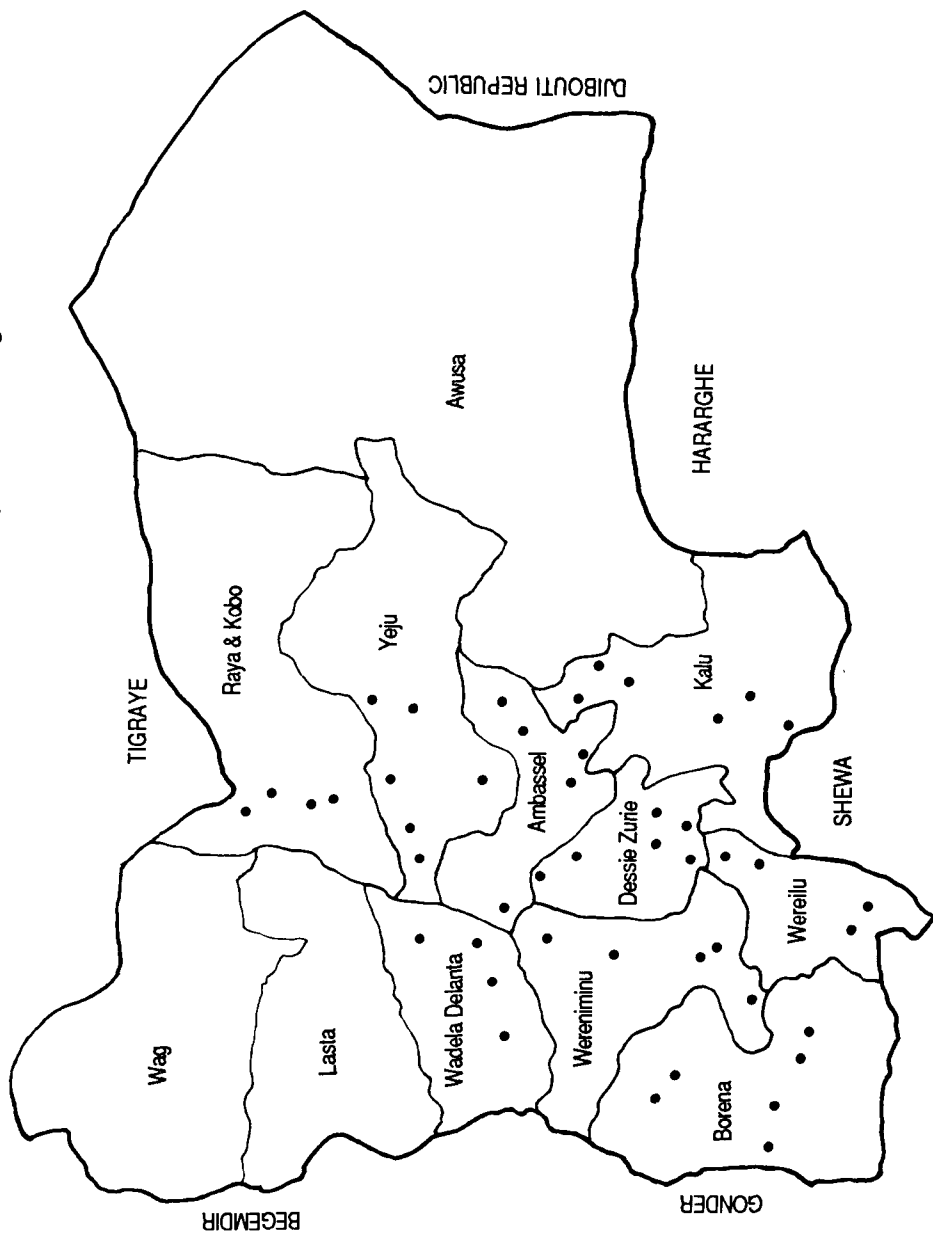 TIGRAYE
BEGEMDIR
Wag
Lasta
Raya & Kobo
Yeju
Awusa
DJIBOUTI REPUBLIC
Wadela Delanta
Ambassel
Wereniminu
Dessie Zurie
Kalu
HARARGHE
Borena
Wereilu
GONDER
SHEWA